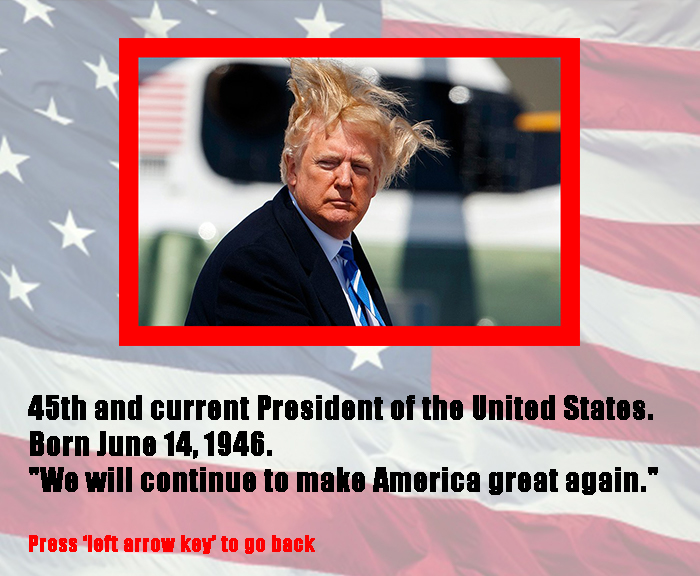 45th and current President of the United States.
Born June 14, 1946.
"We will continue to make America great again."
Press 'left arrow key' to go back